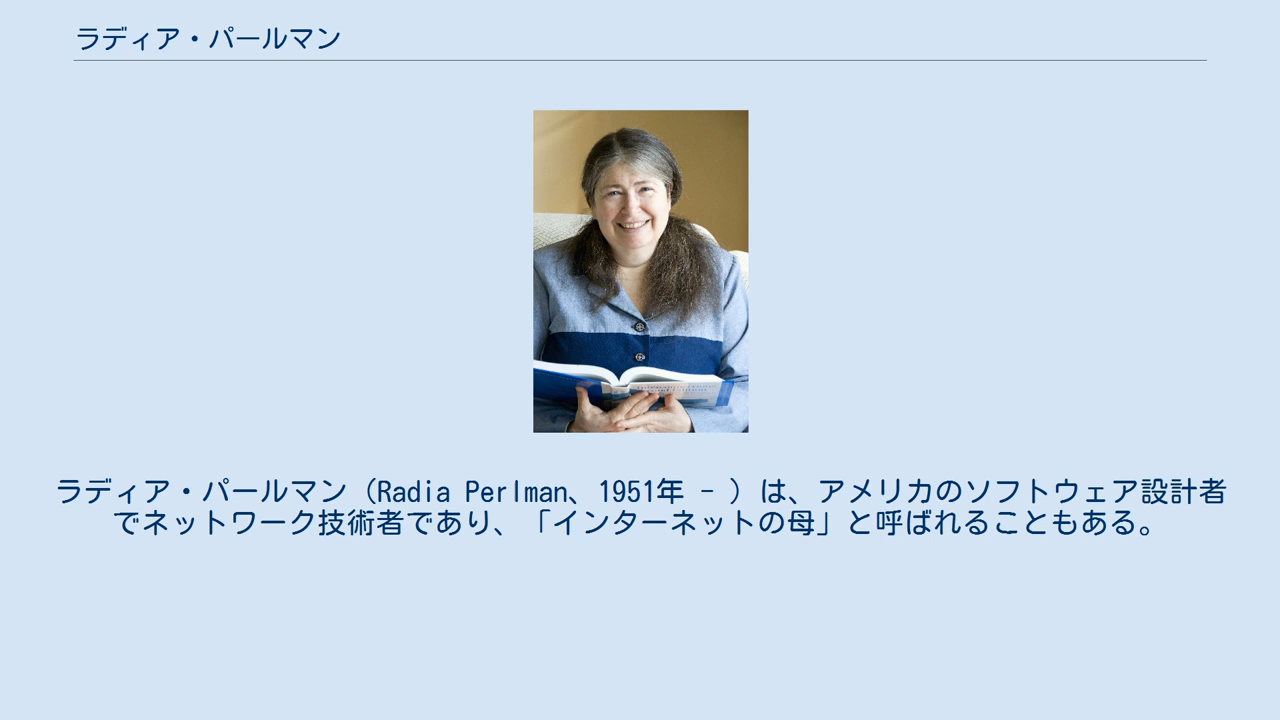 ラディア・パールマン
ラディア・パールマン（Radia Perlman、1951年 - ）は、アメリカのソフトウェア設計者
でネットワーク技術者であり、「インターネットの母」と呼ばれることもある。